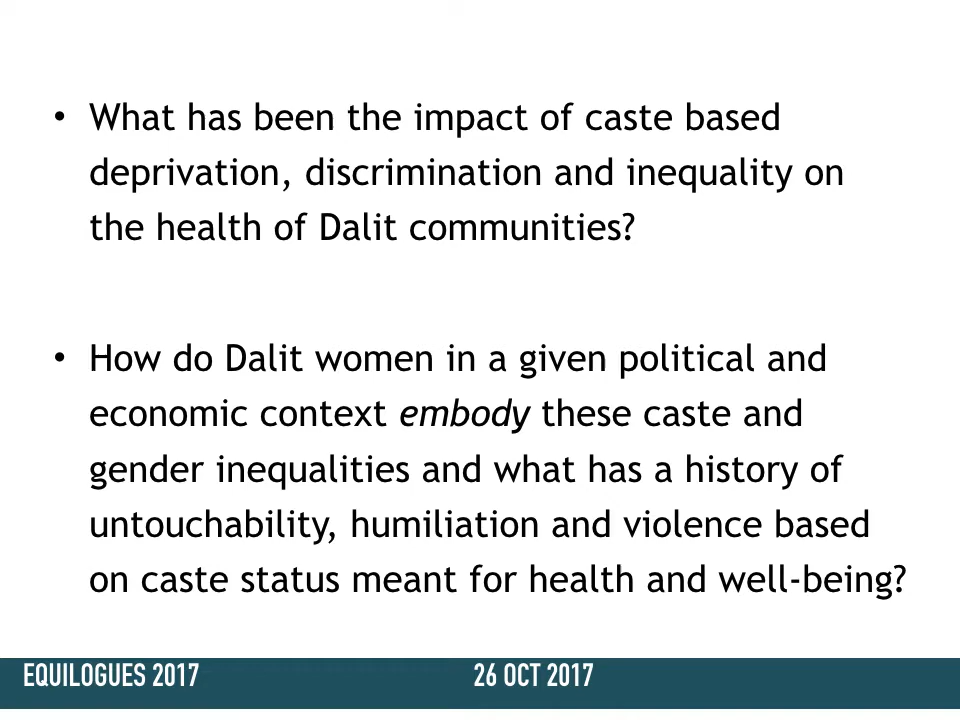 • What has been the impact of caste based
deprivation, discrimination and inequality on
the health of Dalit communities?
• How do Dalit women in a given political and
economic context embody these caste and
gender inequalities and what has a history of
untouchability, humiliation and violence based
on caste status meant for health and well-being?
EQUILOGUES 2017 26 OCT 2017